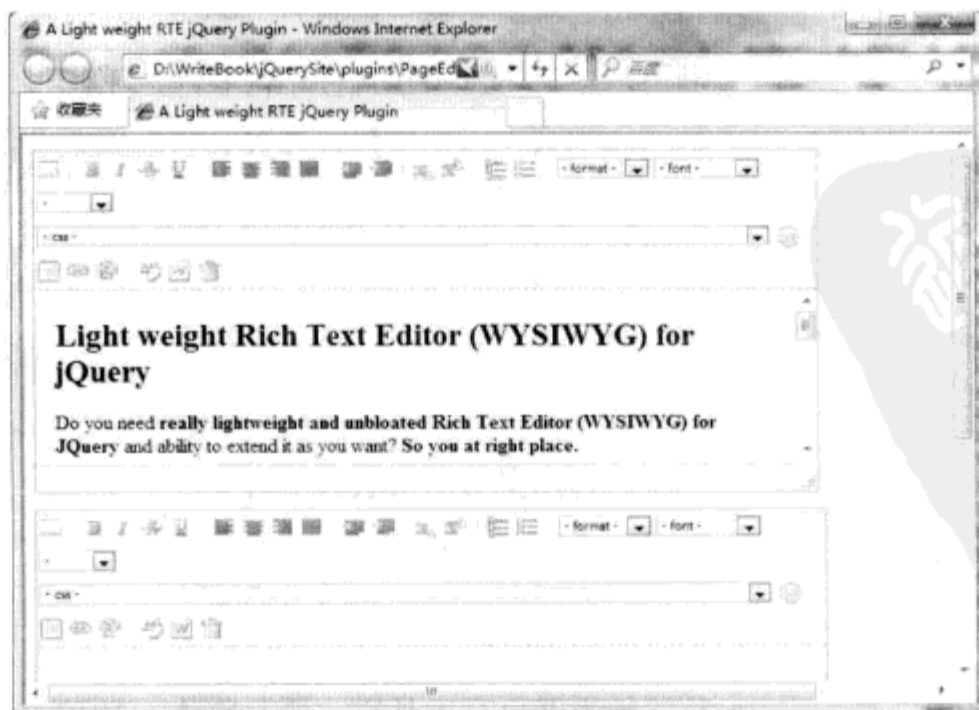 A Light weight RTE jQuery Plugin - Windows Internet Explorer
D:\WriteBook\jQuerySite\plugins\PageEd
百度
收藏夹
A Light weight RTE jQuery Plugin
B I S U
- format -
- font -
-
- css -
Light weight Rich Text Editor (WYSIWYG) for
jQuery
Do you need really lightweight and unbloated Rich Text Editor (WYSIWYG) for
JQuery and ability to extend it as you want? So you at right place.
B I S U
- format -
- font -
-
- css -